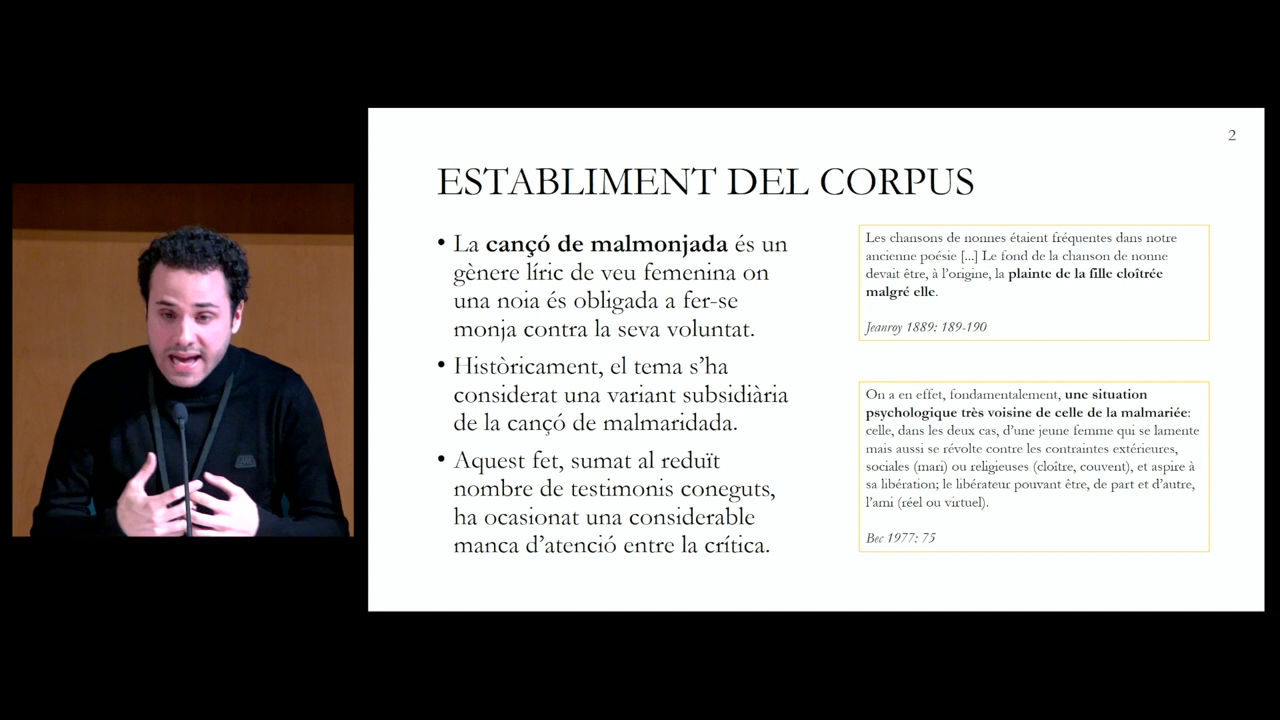 2
ESTABLIMENT DEL CORPUS
• La cançó de malmonjada és un
gènere líric de veu femenina on
una noia és obligada a fer-se
monja contra la seva voluntat.
• Històricament, el tema s’ha
considerat una variant subsidiària
de la cançó de malmaridada.
• Aquest fet, sumat al reduït
nombre de testimonis coneguts,
ha ocasionat una considerable
manca d’atenció entre la crítica.
Les chansons de nonnes étaient fréquentes dans notre
ancienne poésie [...] Le fond de la chanson de nonne
devait être, à l’origine, la plainte de la fille cloîtrée
malgré elle.
Jeanroy 1889: 189-190
On a en effet, fondamentalement, une situation
psychologique très voisine de celle de la malmariée:
celle, dans les deux cas, d’une jeune femme qui se lamente
mais aussi se révolte contre les contraintes extérieures,
sociales (mari) ou religieuses (cloître, couvent), et aspire à
sa libération; le libérateur pouvant être, de part et d’autre,
l’ami (réel ou virtuel).
Bec 1977: 75